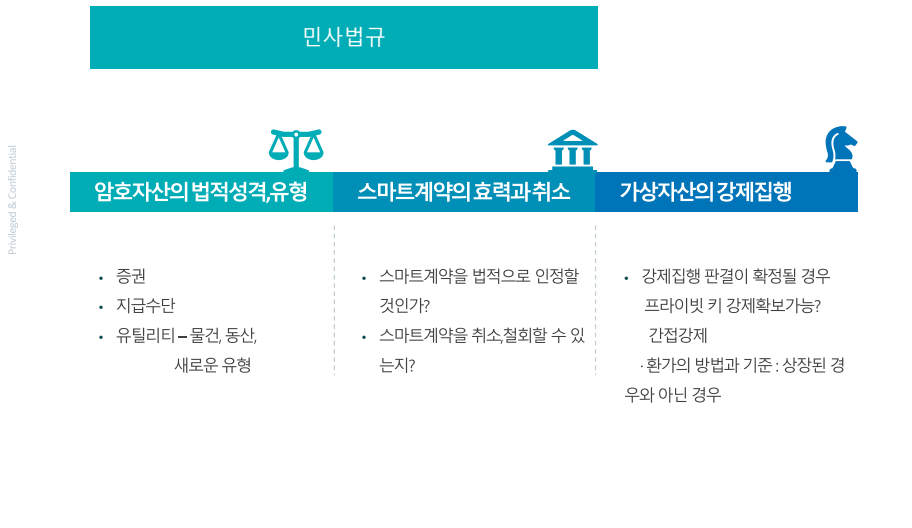 민사법규
Privileged & Confidential
암호자산의 법적성격,유형
스마트계약의 효력과 취소
가상자산의 강제집행
• 증권
• 지급수단
• 유틸리티 – 물건, 동산,
새로운 유형
• 스마트계약을 법적으로 인정할
것인가?
• 스마트계약을 취소,철회할 수 있
는지?
• 강제집행 판결이 확정될 경우
프라이빗 키 강제확보가능?
간접강제
· 환가의 방법과 기준 : 상장된 경
우와 아닌 경우